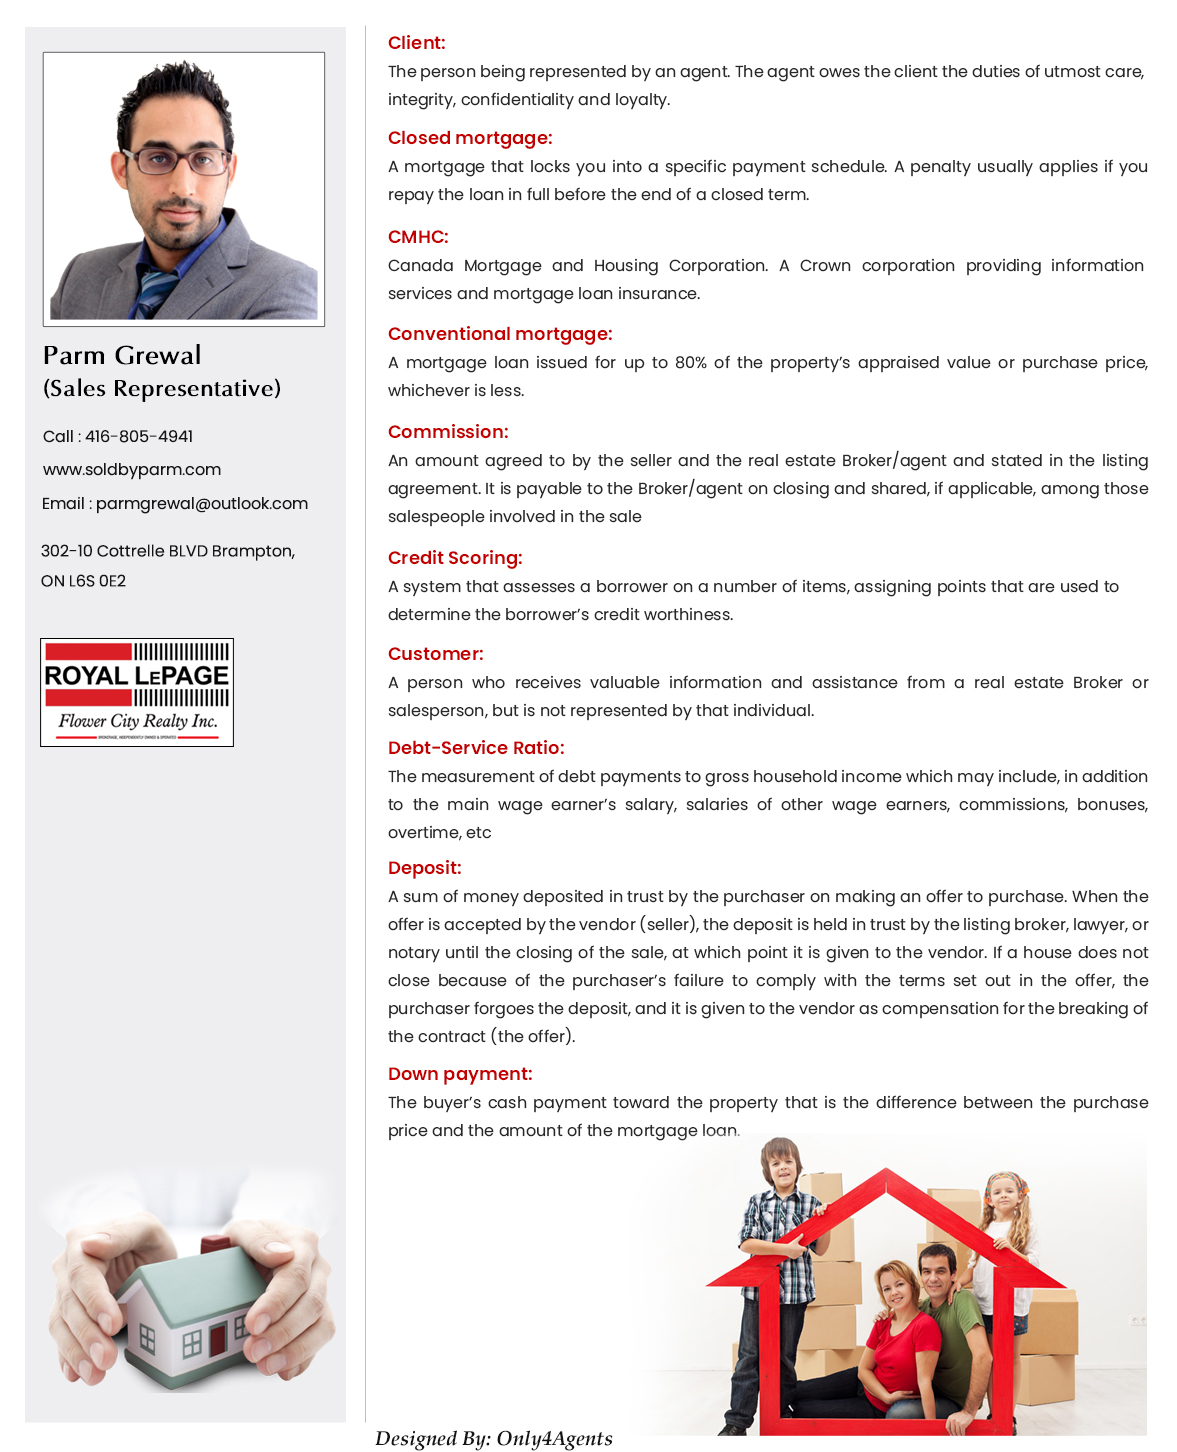 Parm Grewal
(Sales Representative)
Call : 416-805-4941
www.soldbyparm.com
Email : parmgrewal@outlook.com
302-10 Cottrelle BLVD Brampton,
ON L6S 0E2
ROYAL LEPAGE
Flower City Realty Inc.
BROKERAGE, INDEPENDENTLY OWNED & OPERATED
Client:
The person being represented by an agent. The agent owes the client the duties of utmost care,
integrity, confidentiality and loyalty.
Closed mortgage:
A mortgage that locks you into a specific payment schedule. A penalty usually applies if you
repay the loan in full before the end of a closed term.
CMHC:
Canada Mortgage and Housing Corporation. A Crown corporation providing information
services and mortgage loan insurance.
Conventional mortgage:
A mortgage loan issued for up to 80% of the property’s appraised value or purchase price,
whichever is less.
Commission:
An amount agreed to by the seller and the real estate Broker/agent and stated in the listing
agreement. It is payable to the Broker/agent on closing and shared, if applicable, among those
salespeople involved in the sale
Credit Scoring:
A system that assesses a borrower on a number of items, assigning points that are used to
determine the borrower’s credit worthiness.
Customer:
A person who receives valuable information and assistance from a real estate Broker or
salesperson, but is not represented by that individual.
Debt-Service Ratio:
The measurement of debt payments to gross household income which may include, in addition
to the main wage earner’s salary, salaries of other wage earners, commissions, bonuses,
overtime, etc
Deposit:
A sum of money deposited in trust by the purchaser on making an offer to purchase. When the
offer is accepted by the vendor (seller), the deposit is held in trust by the listing broker, lawyer, or
notary until the closing of the sale, at which point it is given to the vendor. If a house does not
close because of the purchaser’s failure to comply with the terms set out in the offer, the
purchaser forgoes the deposit, and it is given to the vendor as compensation for the breaking of
the contract (the offer).
Down payment:
The buyer’s cash payment toward the property that is the difference between the purchase
price and the amount of the mortgage loan.
Designed By: Only4Agents